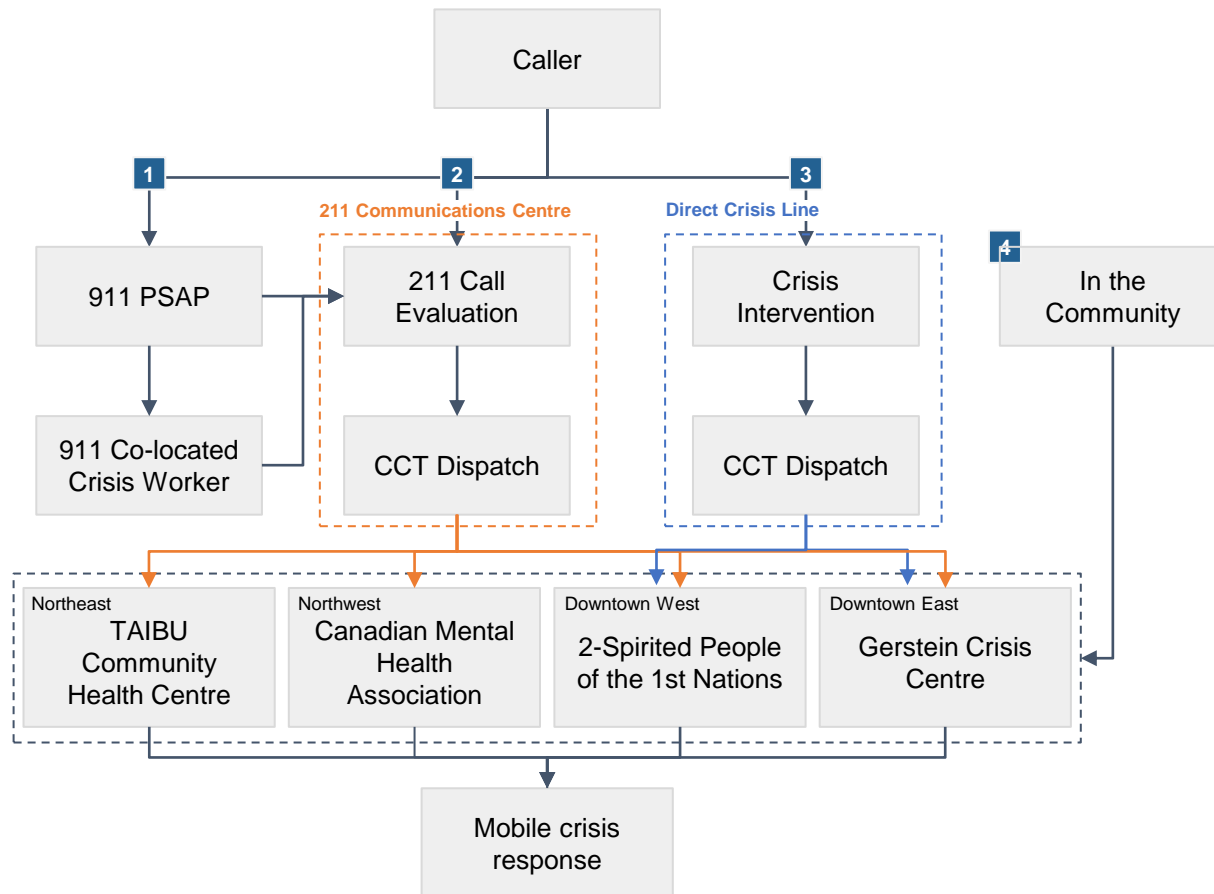 Caller
1
2
3
211 Communications Centre
Direct Crisis Line
4
911 PSAP
211 Call
Evaluation
Crisis
Intervention
In the
Community
911 Co-located
Crisis Worker
CCT Dispatch
CCT Dispatch
Northeast
TAIBU
Community
Health Centre
Northwest
Canadian Mental
Health
Association
Downtown West
2-Spirited People
of the 1st Nations
Downtown East
Gerstein Crisis
Centre
Mobile crisis
response